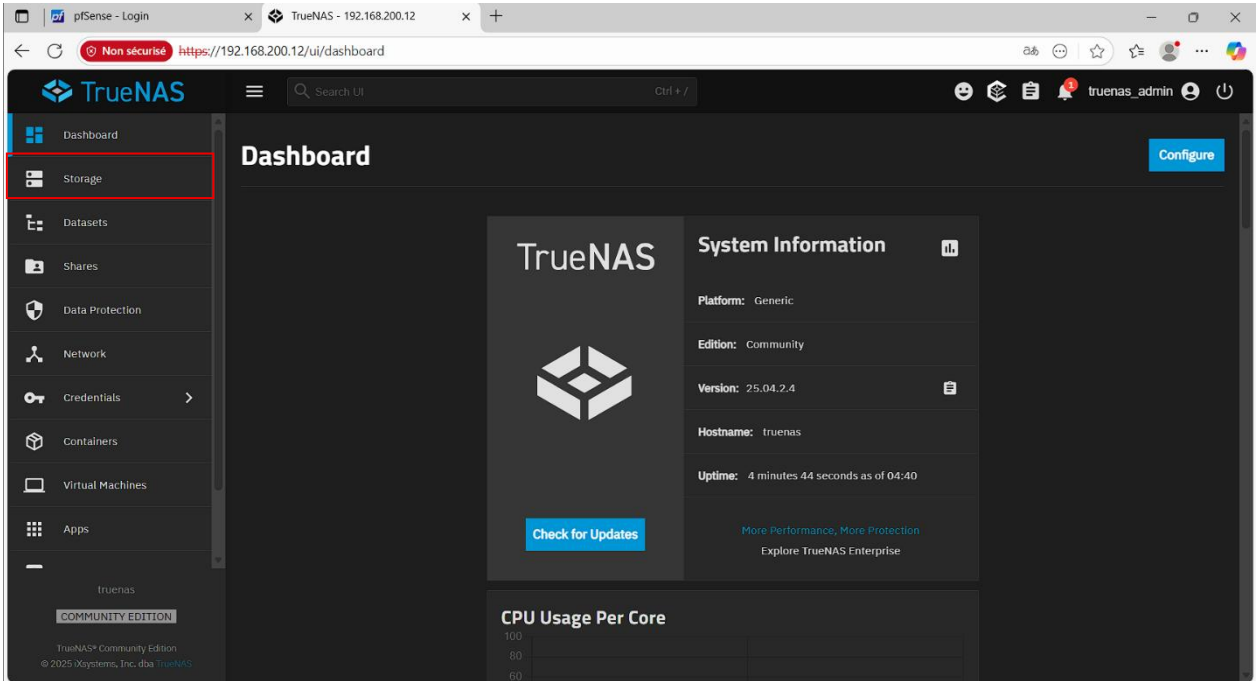 pfSense - Login
TrueNAS - 192.168.200.12
Non sécurisé https://192.168.200.12/ui/dashboard
TrueNAS
Search UI
Ctrl + /
1
truenas_admin
Dashboard
Storage
Datasets
Shares
Data Protection
Network
Credentials
Containers
Virtual Machines
Apps
truenas
COMMUNITY EDITION
TrueNAS® Community Edition
© 2025 iXsystems, Inc. dba TrueNAS
Dashboard
Configure
TrueNAS
Check for Updates
System Information
Platform: Generic
Edition: Community
Version: 25.04.2.4
Hostname: truenas
Uptime: 4 minutes 44 seconds as of 04:40
More Performance, More Protection
Explore TrueNAS Enterprise
CPU Usage Per Core
100
80
60